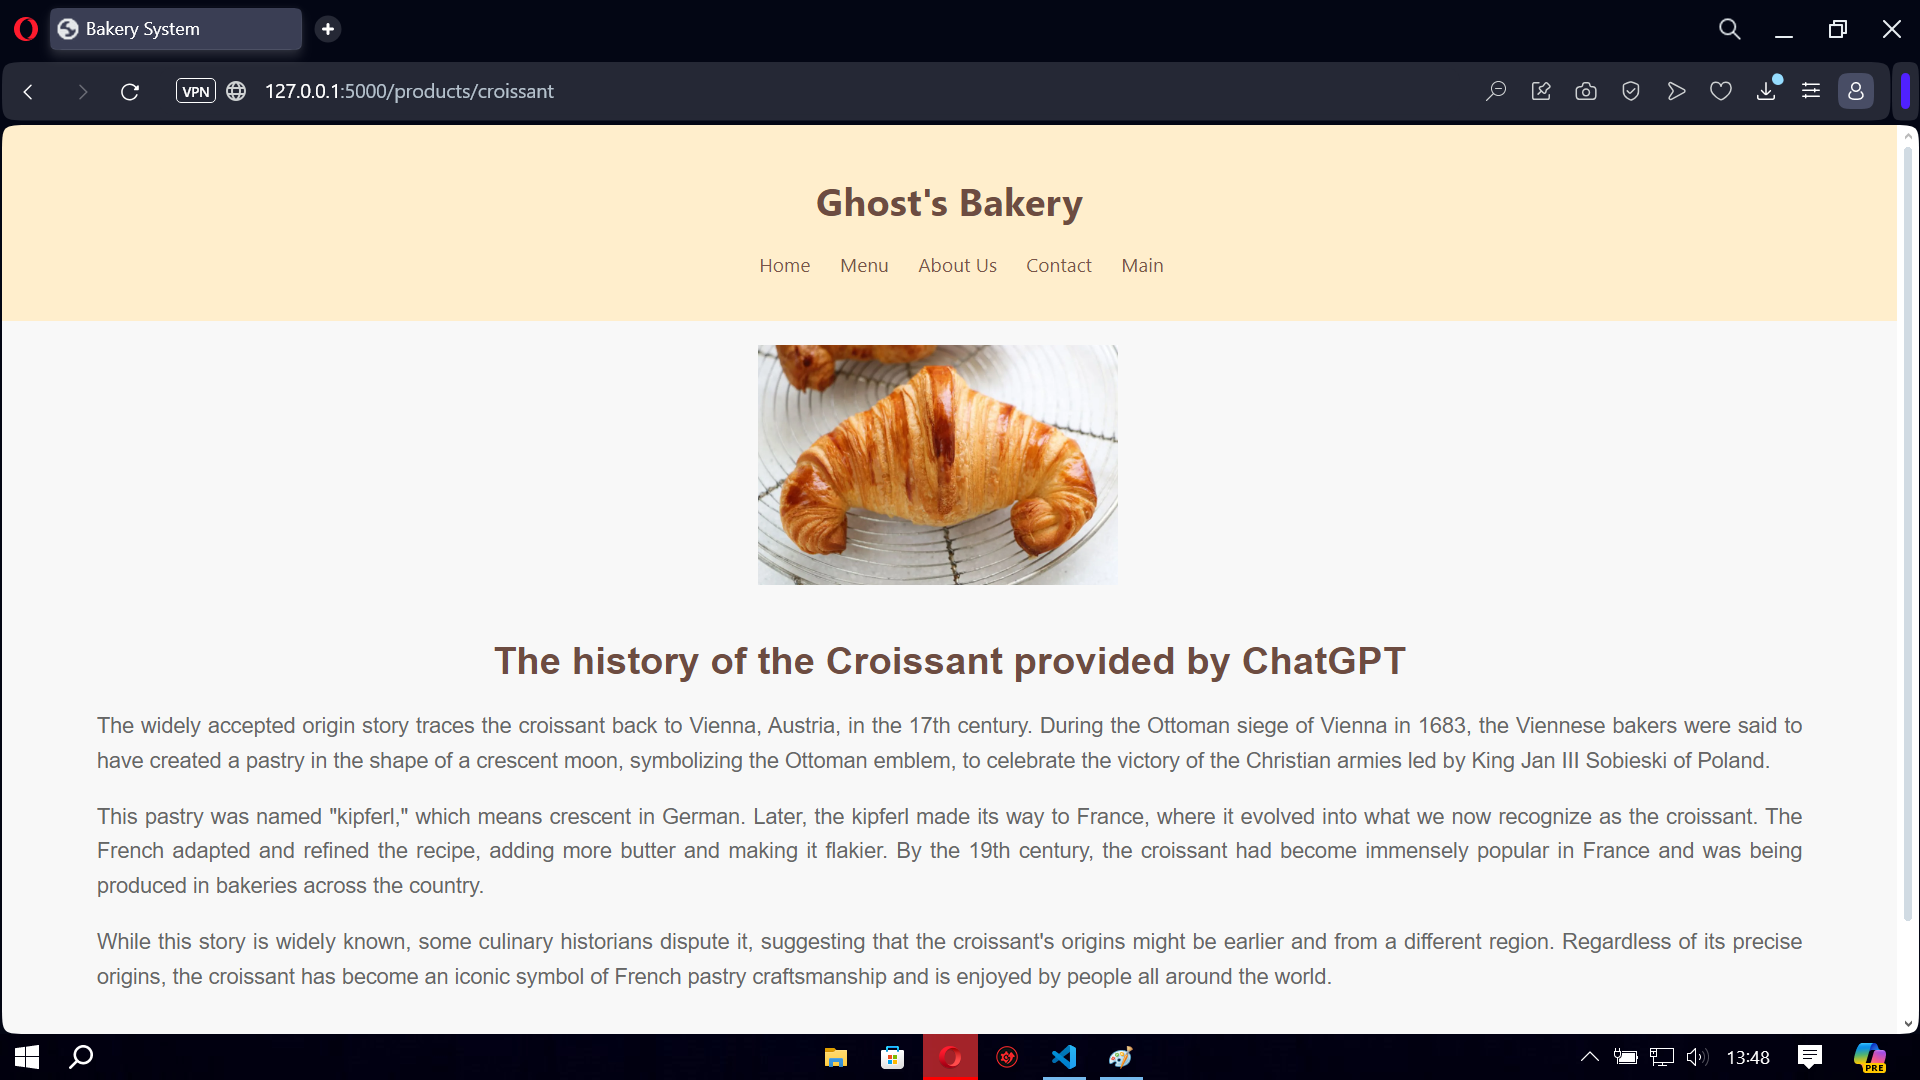 Bakery System
VPN
127.0.0.1:5000/products/croissant
Ghost's Bakery
Home Menu About Us Contact Main
The history of the Croissant provided by ChatGPT
The widely accepted origin story traces the croissant back to Vienna, Austria, in the 17th century. During the Ottoman siege of Vienna in 1683, the Viennese bakers were said to
have created a pastry in the shape of a crescent moon, symbolizing the Ottoman emblem, to celebrate the victory of the Christian armies led by King Jan III Sobieski of Poland.
This pastry was named "kipferl," which means crescent in German. Later, the kipferl made its way to France, where it evolved into what we now recognize as the croissant. The
French adapted and refined the recipe, adding more butter and making it flakier. By the 19th century, the croissant had become immensely popular in France and was being
produced in bakeries across the country.
While this story is widely known, some culinary historians dispute it, suggesting that the croissant's origins might be earlier and from a different region. Regardless of its precise
origins, the croissant has become an iconic symbol of French pastry craftsmanship and is enjoyed by people all around the world.
13:48
PRE